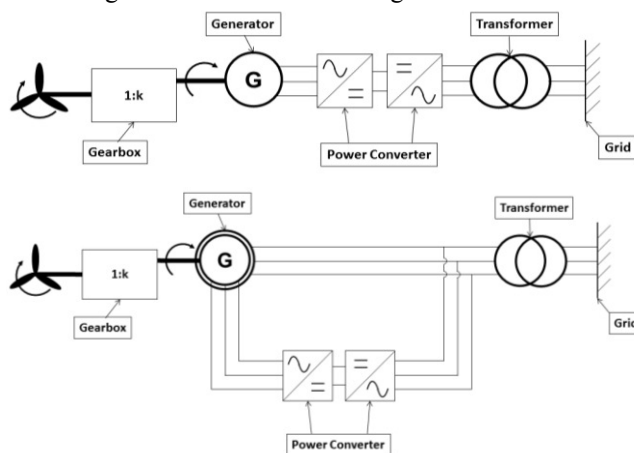 Generator
Transformer
G
1:k
Gearbox
Power Converter
Grid
Generator
Transformer
G
1:k
Gearbox
Grid
Power Converter